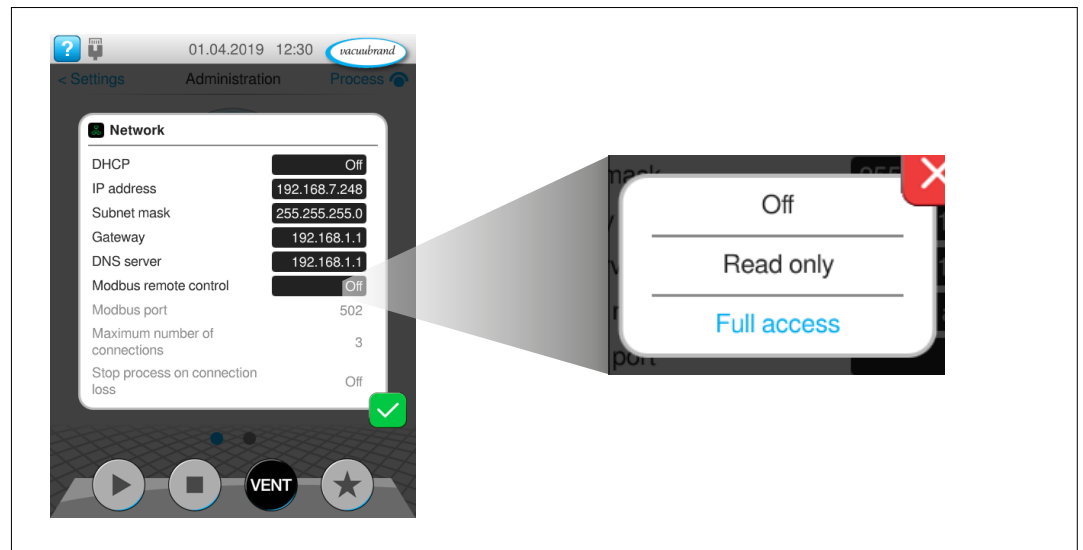 ?
01.04.2019 12:30
vacuubrand
< Settings Administration Process
Network
DHCP Off
IP address 192.168.7.248
Subnet mask 255.255.255.0
Gateway 192.168.1.1
DNS server 192.168.1.1
Modbus remote control Off
Modbus port 502
Maximum number of
connections 3
Stop process on connection
loss Off
VENT
Off
Read only
Full access
port